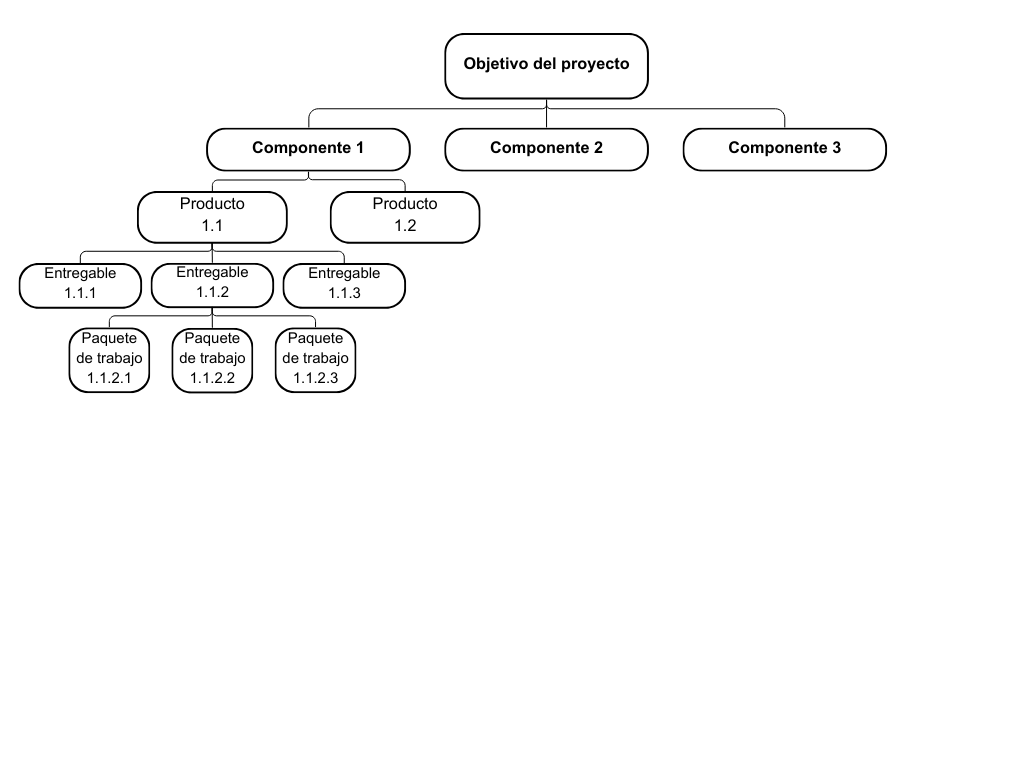 Objetivo del proyecto
Componente 1
Componente 2
Componente 3
Producto
1.1
Producto
1.2
Entregable
1.1.1
Entregable
1.1.2
Entregable
1.1.3
Paquete
de trabajo
1.1.2.1
Paquete
de trabajo
1.1.2.2
Paquete
de trabajo
1.1.2.3